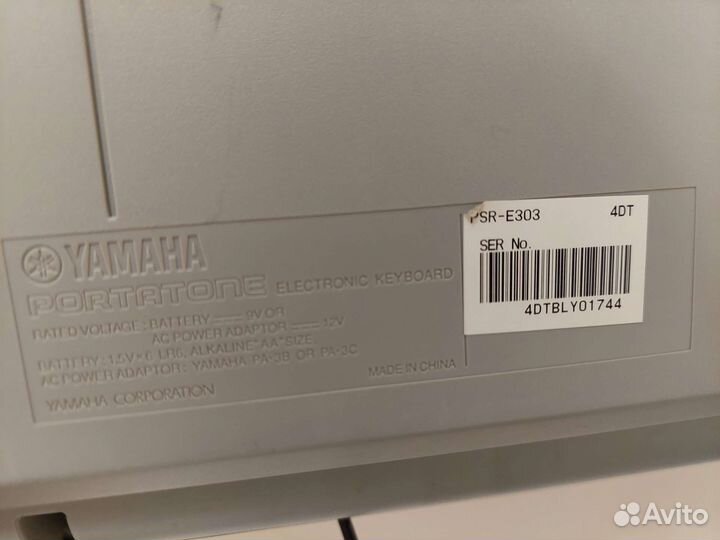 YAMAHA
PORTATONE ELECTRONIC KEYBOARD
RATED VOLTAGE: BATTERY 9V OR
AC POWER ADAPTOR 12V
BATTERY: 1,5V×6 LR6, ALKALINE "AA" SIZE
AC POWER ADAPTOR: YAMAHA PA-3B OR PA-3C
MADE IN CHINA
YAMAHA CORPORATION
PSR-E303 4DT
SER No.
4DTBLY01744
Avito